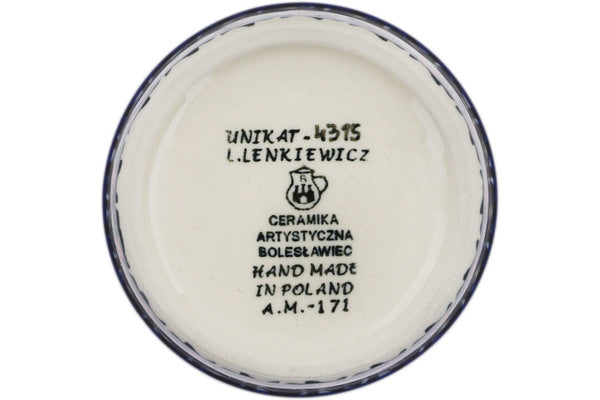 UNIKAT-4315
L.LENKIEWICZ
B
CERAMIKA
ARTYSTYCZNA
BOLESŁAWIEC
HAND MADE
IN POLAND
A.M.-171